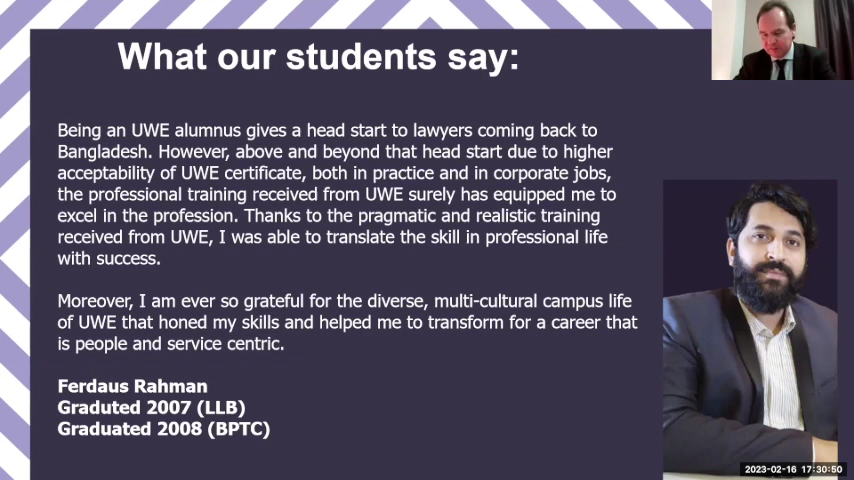 What our students say:
Being an UWE alumnus gives a head start to lawyers coming back to
Bangladesh. However, above and beyond that head start due to higher
acceptability of UWE certificate, both in practice and in corporate jobs,
the professional training received from UWE surely has equipped me to
excel in the profession. Thanks to the pragmatic and realistic training
received from UWE, I was able to translate the skill in professional life
with success.
Moreover, I am ever so grateful for the diverse, multi-cultural campus life
of UWE that honed my skills and helped me to transform for a career that
is people and service centric.
Ferdaus Rahman
Graduted 2007 (LLB)
Graduated 2008 (BPTC)
2023-02-16 17:30:50